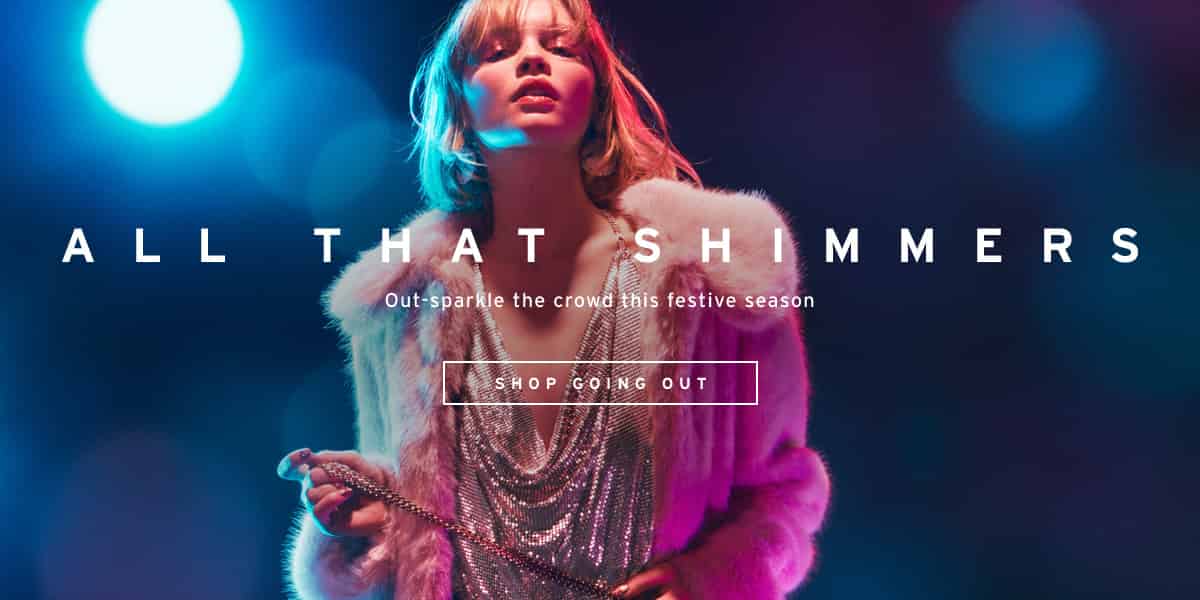 ALL THAT SHIMMERS
Out-sparkle the crowd this festive season
SHOP GOING OUT